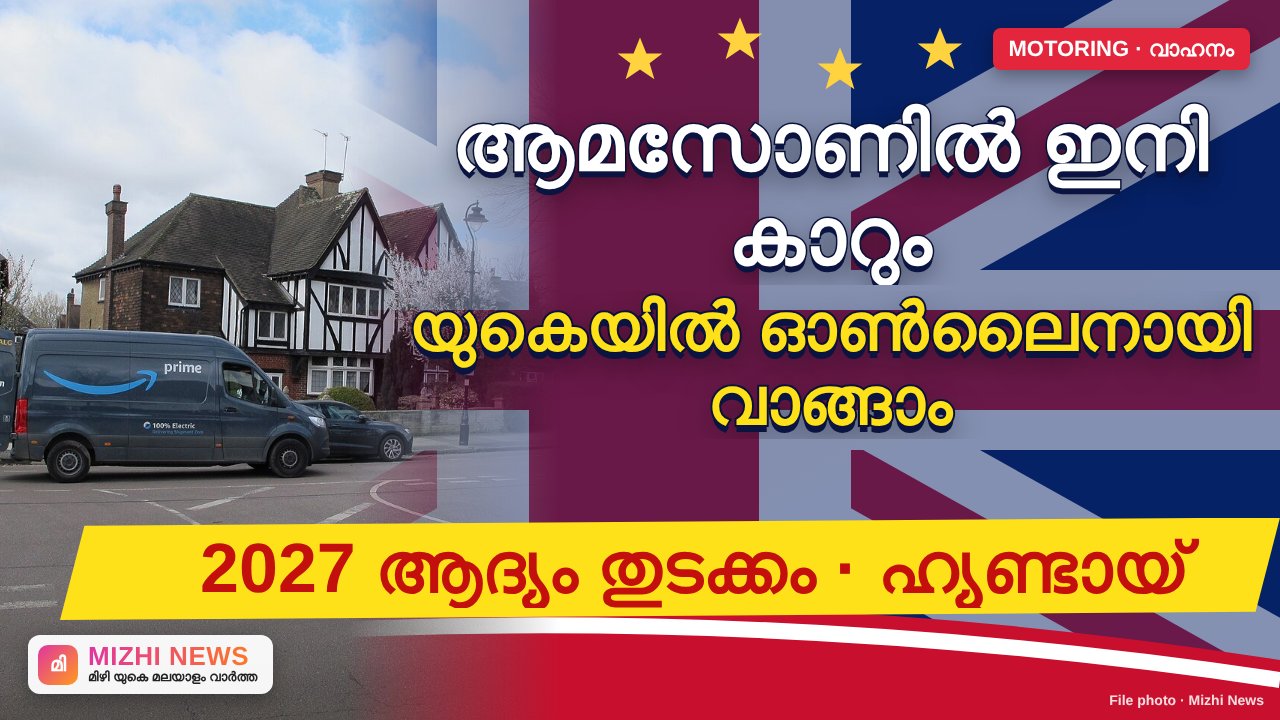 MOTORING · വാഹനം
ആമസോണിൽ ഇനി
കാറും
യുകെയിൽ ഓൺലൈനായി
വാങ്ങാം
prime
100% Electric
2027 ആദ്യം തുടക്കം · ഹ്യുണ്ടായ്
മി
MIZHI NEWS
മിഴി യുകെ മലയാളം വാർത്ത
File photo · Mizhi News